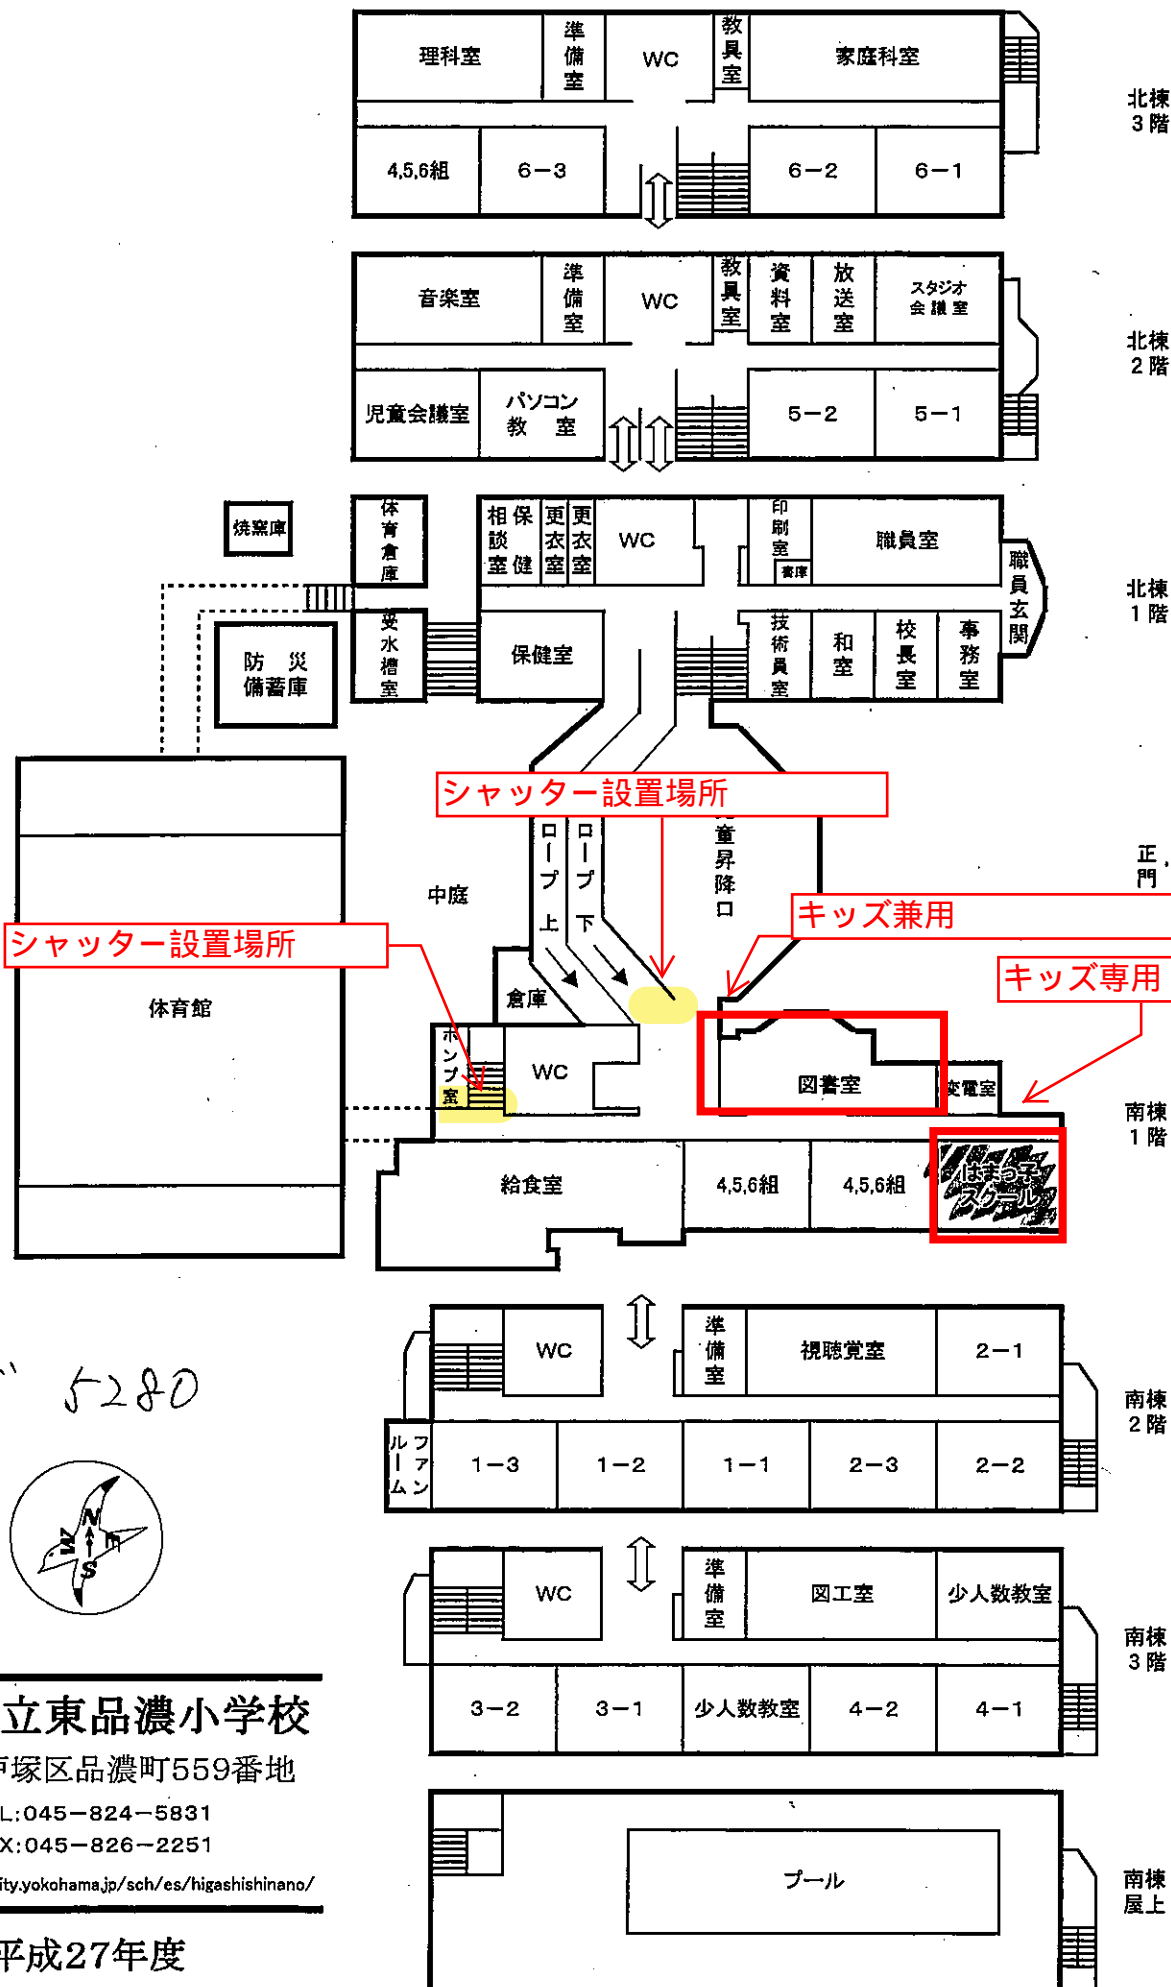 理科室
準備室
WC
教具室
家庭科室
北棟
3階
4,5,6組
6-3
6-2
6-1
音楽室
準備室
WC
教具室
資料室
放送室
スタジオ
会議室
北棟
2階
児童会議室
パソコン
教 室
5-2
5-1
焼窯庫
体育倉庫
保健
相談室
更衣室
更衣室
WC
印刷室
書庫
職員室
職員玄関
北棟
1階
防 災
備蓄庫
受水槽室
保健室
技術員室
和室
校長室
事務室
シャッター設置場所
ロープ 上
ロープ 下
童昇降口
正門
中庭
キッズ兼用
シャッター設置場所
キッズ専用
体育館
倉庫
ポンプ室
WC
図書室
変電室
南棟
1階
給食室
4,5,6組
4,5,6組
はまっ子
スクール
5280
WC
準備室
視聴覚室
2-1
南棟
2階
ファン
ルーム
1-3
1-2
1-1
2-3
2-2
N
W
E
S
WC
準備室
図工室
少人数教室
南棟
3階
3-2
3-1
少人数教室
4-2
4-1
立東品濃小学校
戸塚区品濃町559番地
L:045-824-5831
X:045-826-2251
ity.yokohama.jp/sch/es/higashishinano/
平成27年度
プール
南棟
屋上